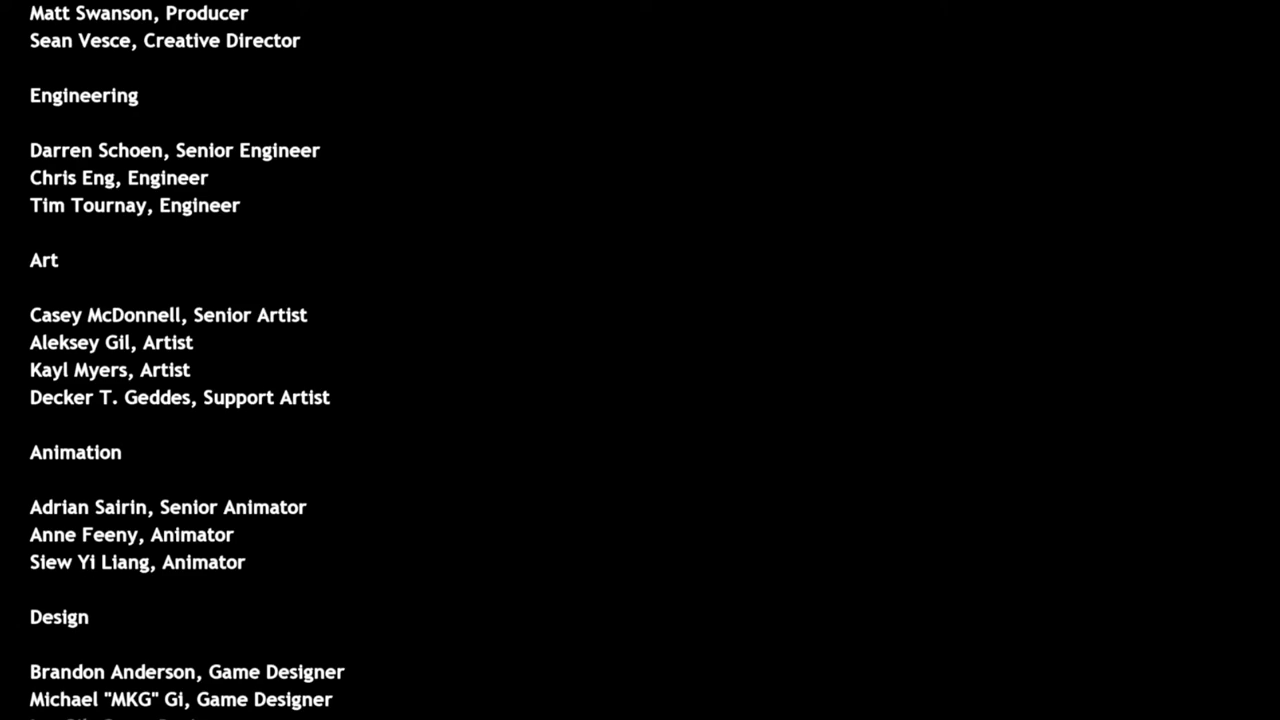 Matt Swanson, Producer
Sean Vesce, Creative Director
Engineering
Darren Schoen, Senior Engineer
Chris Eng, Engineer
Tim Tournay, Engineer
Art
Casey McDonnell, Senior Artist
Aleksey Gil, Artist
Kayl Myers, Artist
Decker T. Geddes, Support Artist
Animation
Adrian Sairin, Senior Animator
Anne Feeny, Animator
Siew Yi Liang, Animator
Design
Brandon Anderson, Game Designer
Michael "MKG" Gi, Game Designer